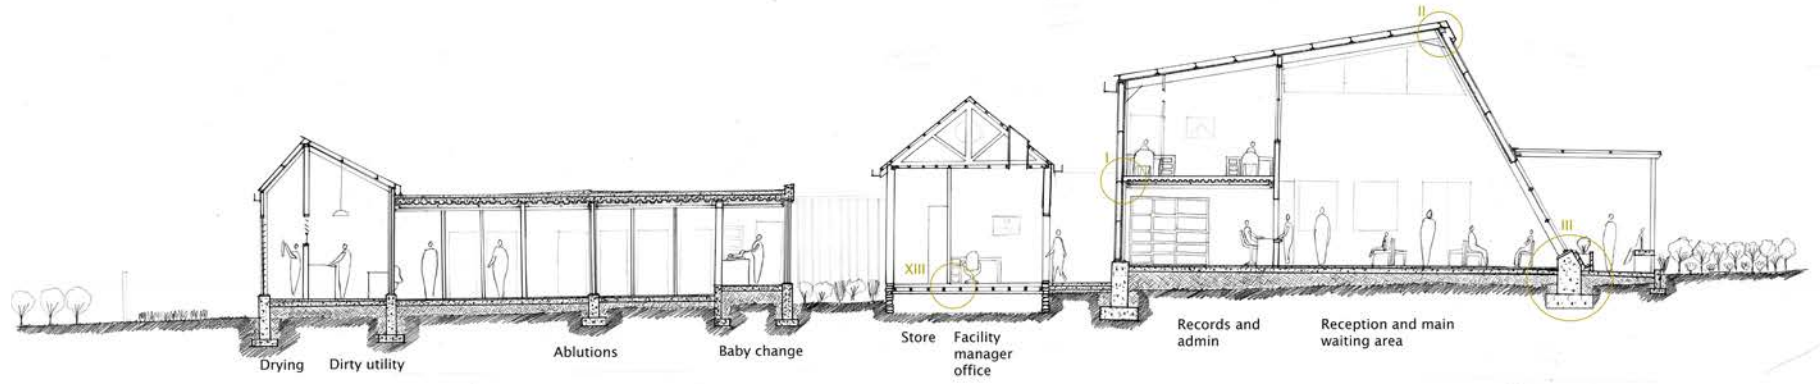 II
I
XIII
III
Drying
Dirty utility
Ablutions
Baby change
Store
Facility
manager
office
Records and
admin
Reception and main
waiting area